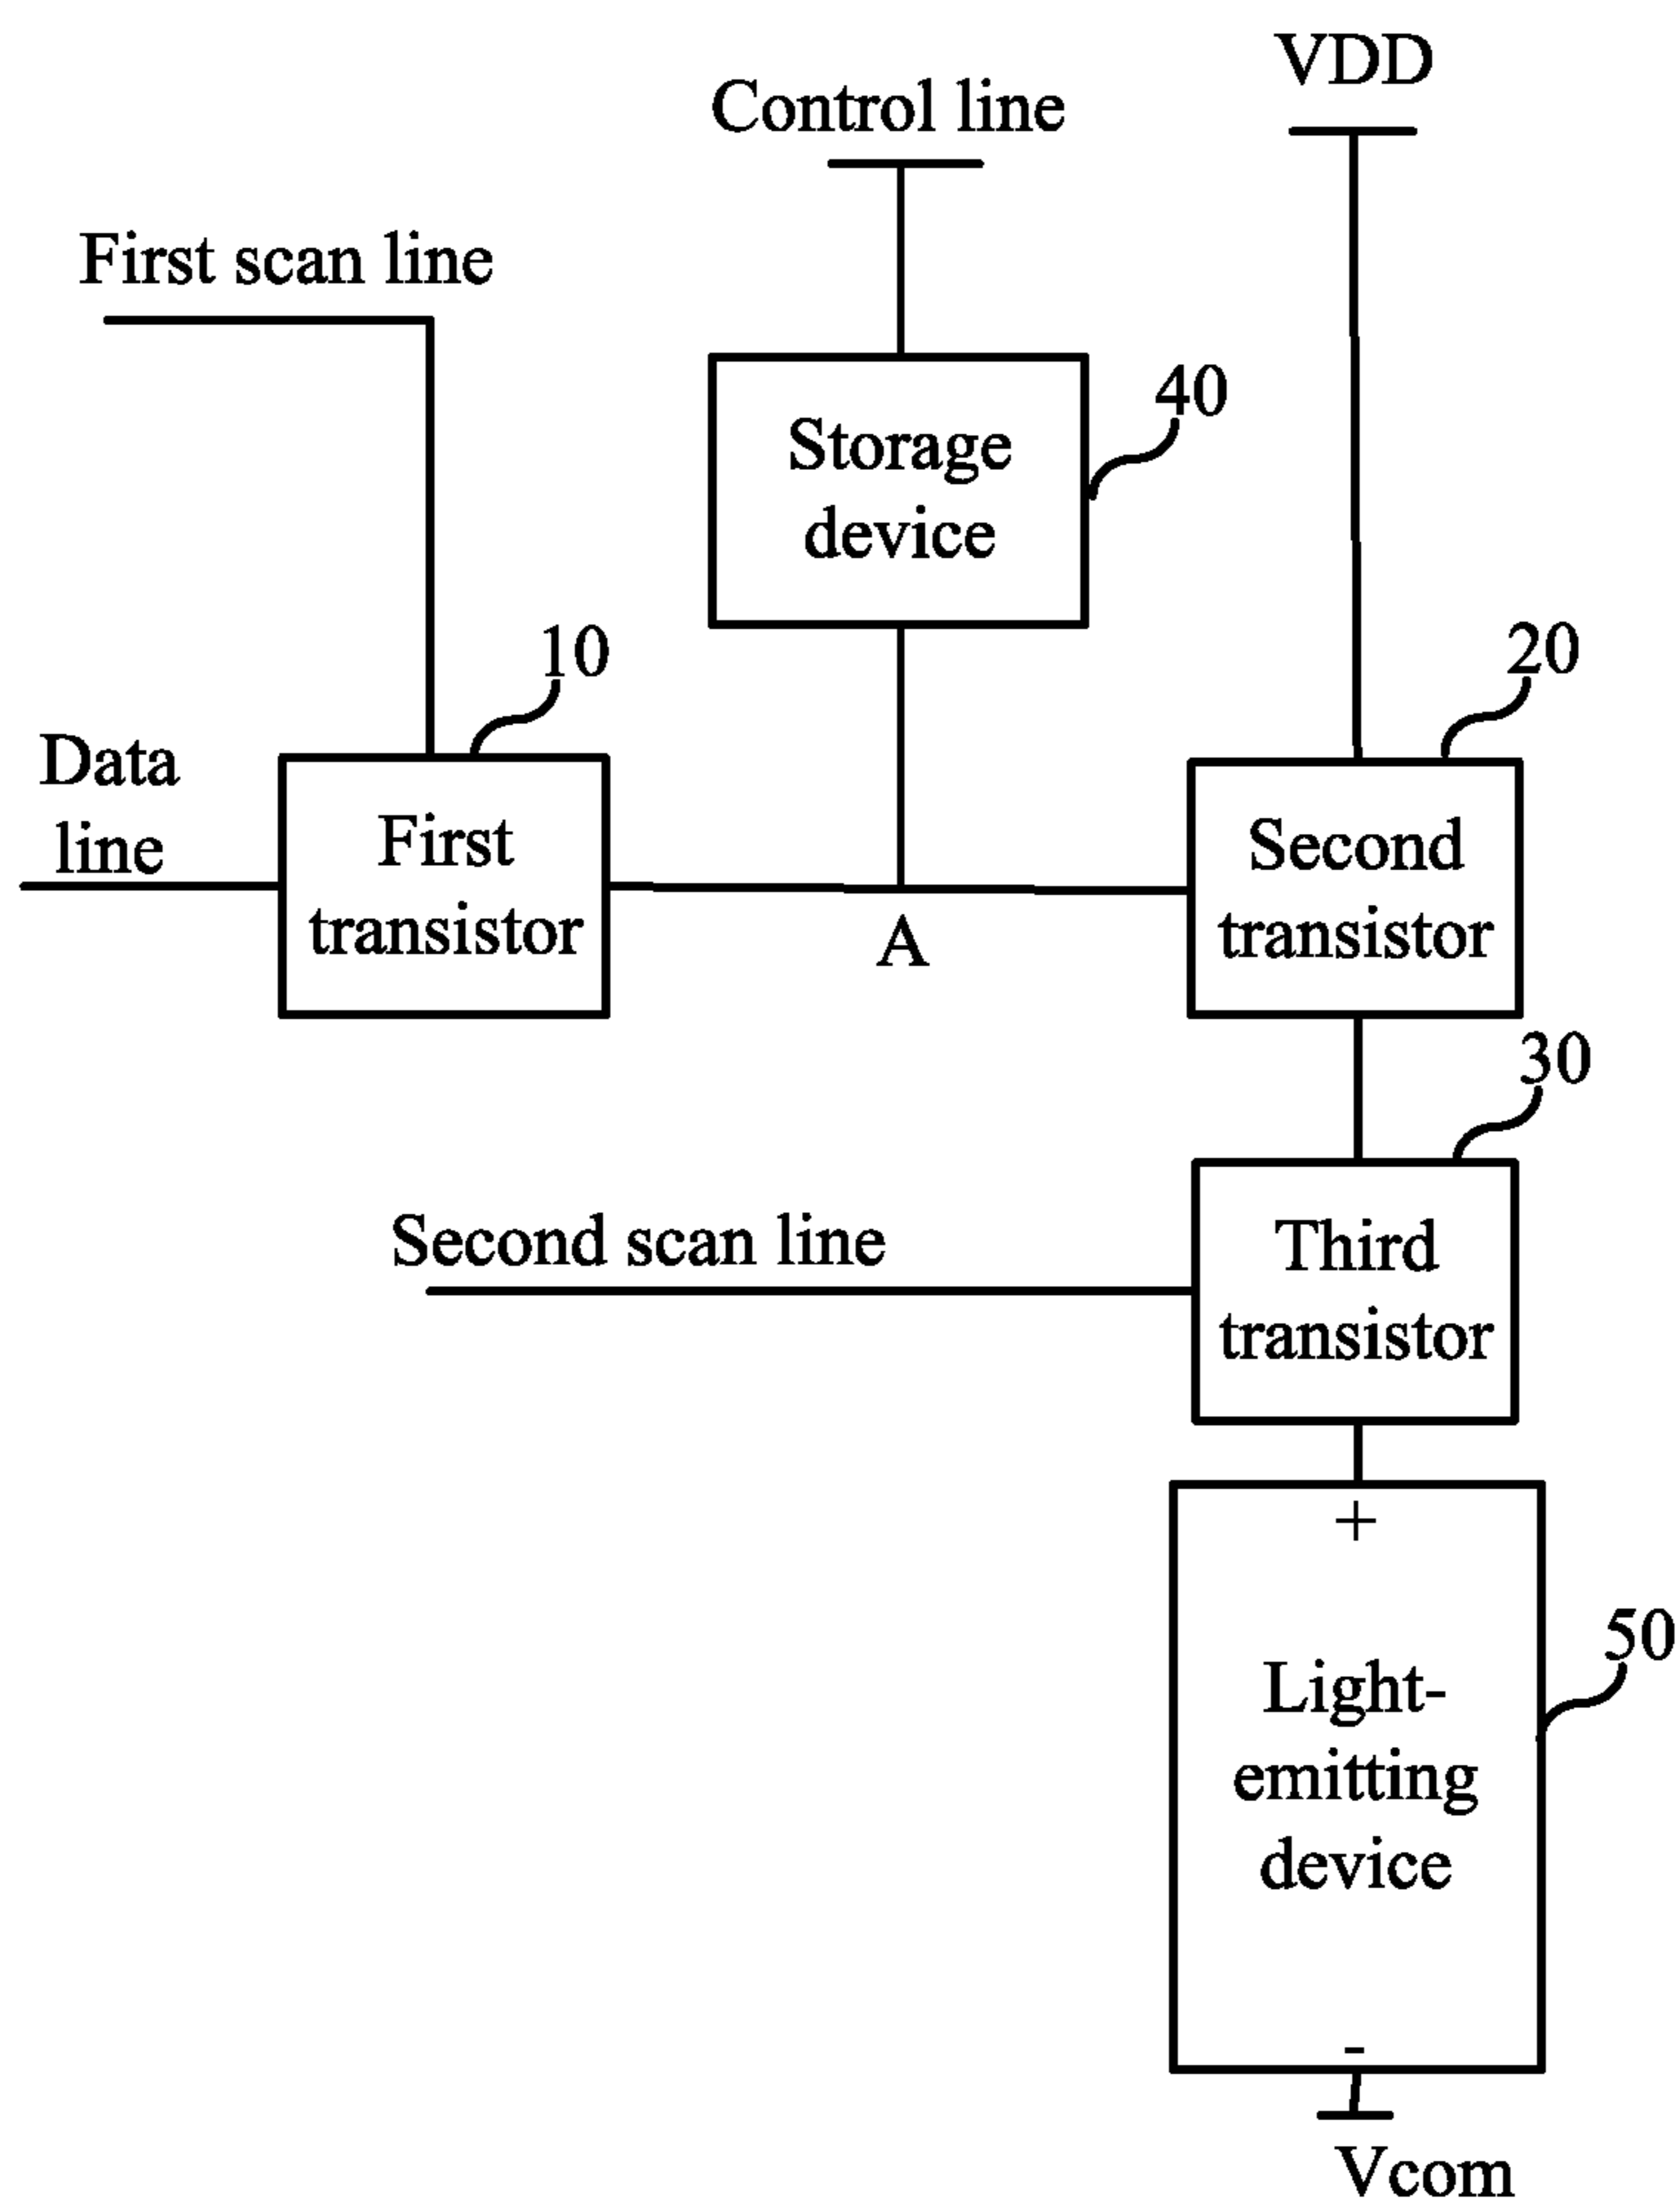 VDD
Control line
First scan line
40
Storage
device
10
20
Data
line
First
transistor
A
Second
transistor
30
Second scan line
Third
transistor
+
50
Light-
emitting
device
-
Vcom